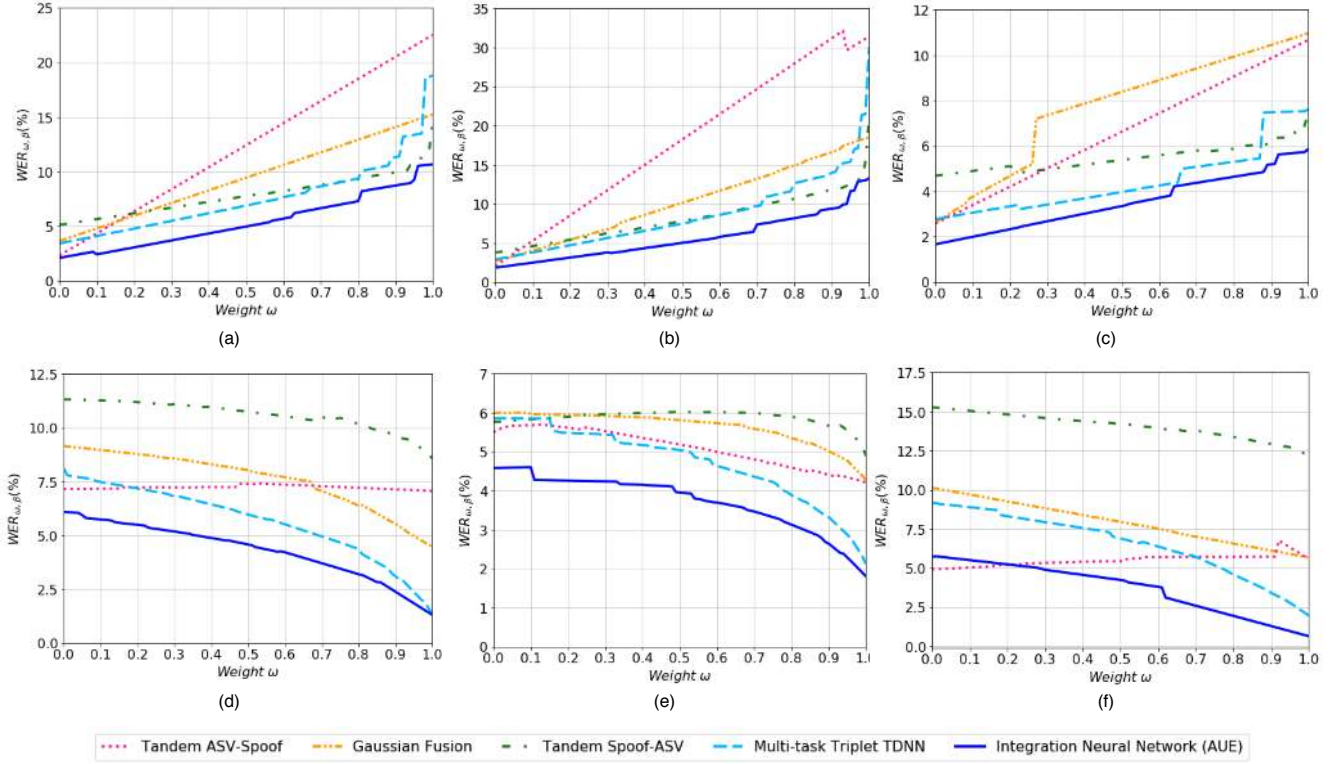 25
20
15
10
5
0
WER_{ω,β}(%)
0.0 0.1 0.2 0.3 0.4 0.5 0.6 0.7 0.8 0.9 1.0
Weight ω
(a)
35
30
25
20
15
10
5
0
WER_{ω,β}(%)
0.0 0.1 0.2 0.3 0.4 0.5 0.6 0.7 0.8 0.9 1.0
Weight ω
(b)
12
10
8
6
4
2
0
WER_{ω,β}(%)
0.0 0.1 0.2 0.3 0.4 0.5 0.6 0.7 0.8 0.9 1.0
Weight ω
(c)
12.5
10.0
7.5
5.0
2.5
0.0
WER_{ω,β}(%)
0.0 0.1 0.2 0.3 0.4 0.5 0.6 0.7 0.8 0.9 1.0
Weight ω
(d)
7
6
5
4
3
2
1
0
WER_{ω,β}(%)
0.0 0.1 0.2 0.3 0.4 0.5 0.6 0.7 0.8 0.9
Weight ω
(e)
17.5
15.0
12.5
10.0
7.5
5.0
2.5
0.0
WER_{ω,β}(%)
0.0 0.1 0.2 0.3 0.4 0.5 0.6 0.7 0.8 0.9 1.0
Weight ω
(f)
Tandem ASV-Spoof Gaussian Fusion Tandem Spoof-ASV Multi-task Triplet TDNN Integration Neural Network (AUE)